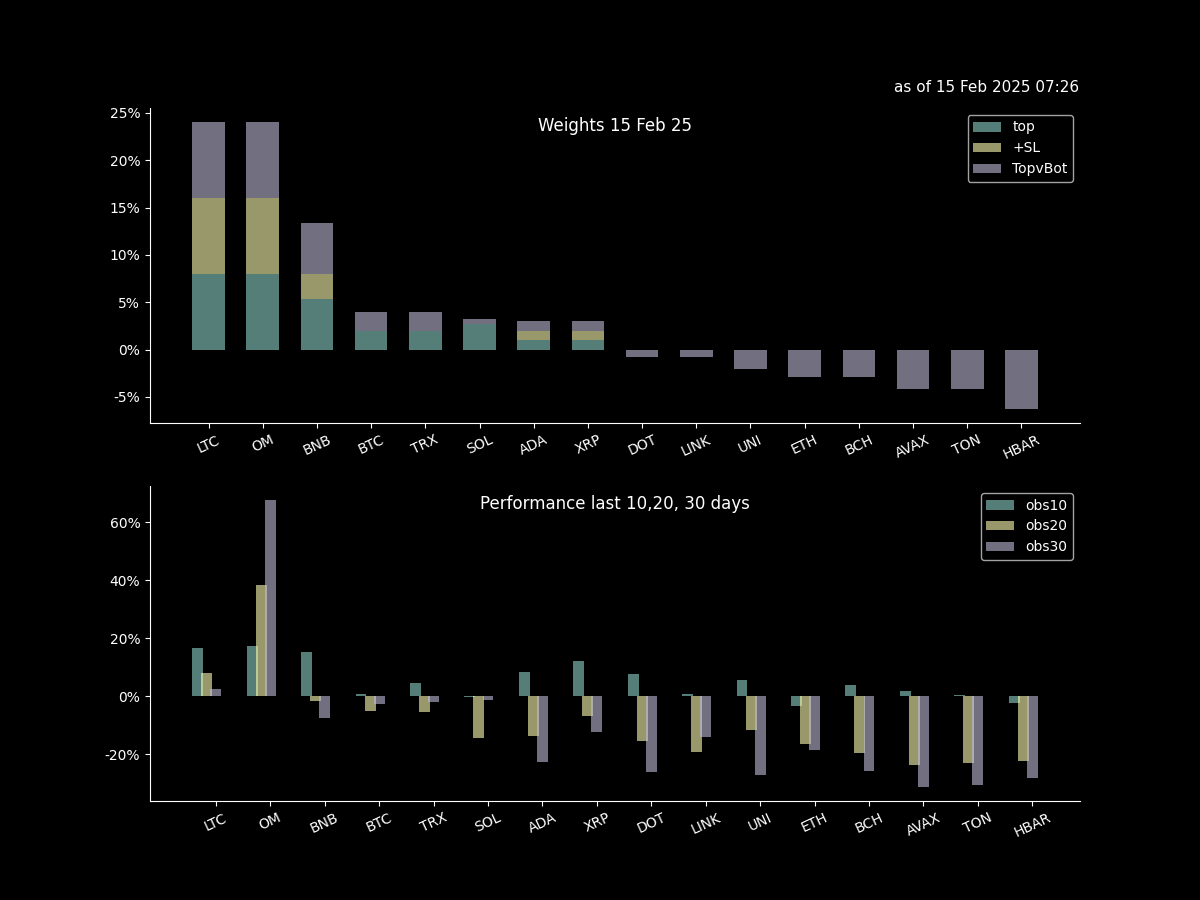 as of 15 Feb 2025 07:26
Weights 15 Feb 25
top
+SL
TopvBot
25%
20%
15%
10%
5%
0%
-5%
LTC OM BNB BTC TRX SOL ADA XRP DOT LINK UNI ETH BCH AVAX TON HBAR
Performance last 10,20, 30 days
obs10
obs20
obs30
60%
40%
20%
0%
-20%
LTC OM BNB BTC TRX SOL ADA XRP DOT LINK UNI ETH BCH AVAX TON HBAR